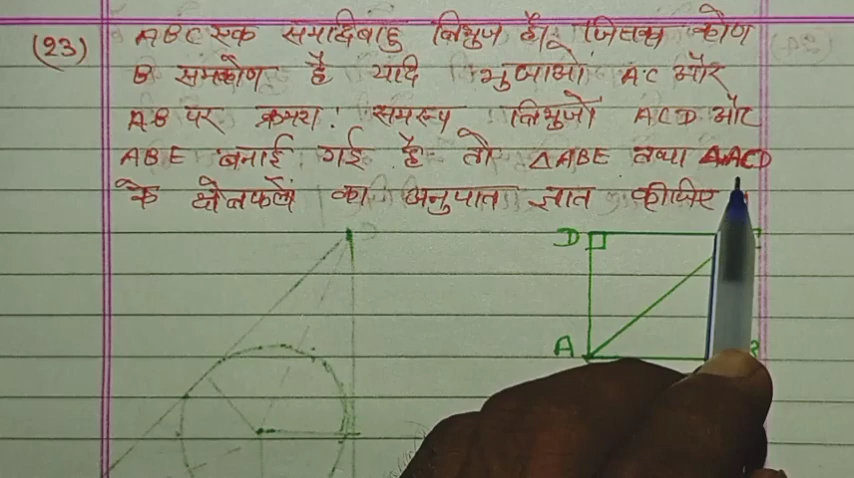 (23) ABC एक समद्विबाहु त्रिभुज है, जिसका कोण
B समकोण है यदि भुजाओं AC और
AB पर क्रमश: समरूप त्रिभुजों ACD और
ABE बनाई गई है तो △ABE तथा △ACD
के क्षेत्रफलों का अनुपात ज्ञात कीजिए
D
A